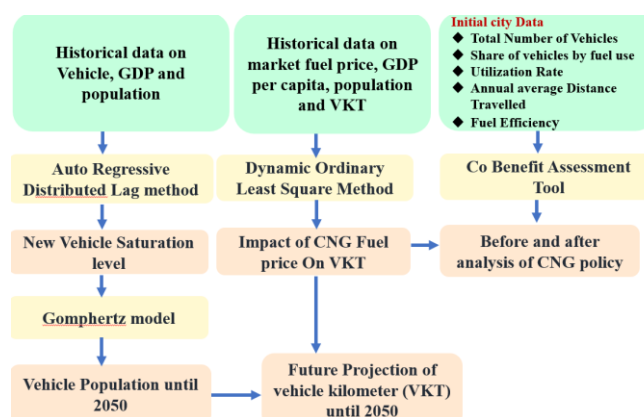 Historical data on
Vehicle, GDP and
population
Historical data on
market fuel price, GDP
per capita, population
and VKT
Initial city Data
◆ Total Number of Vehicles
◆ Share of vehicles by fuel use
◆ Utilization Rate
◆ Annual average Distance
Travelled
◆ Fuel Efficiency
Auto Regressive
Distributed Lag method
Dynamic Ordinary
Least Square Method
Co Benefit Assessment
Tool
New Vehicle Saturation
level
Impact of CNG Fuel
price On VKT
Before and after
analysis of CNG policy
Gomphertz model
Vehicle Population until
2050
Future Projection of
vehicle kilometer (VKT)
until 2050